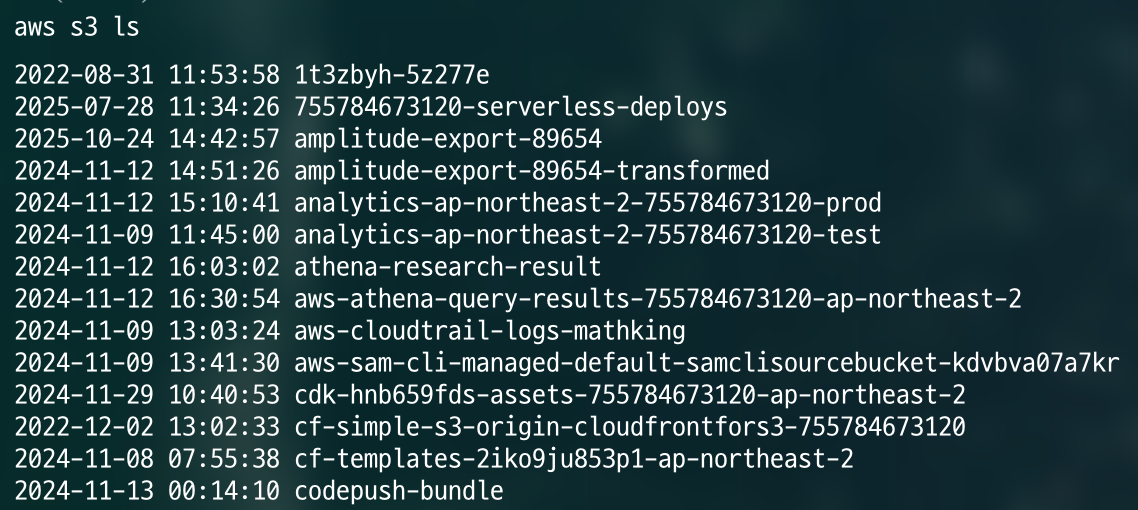 aws s3 ls
2022-08-31 11:53:58 1t3zbyh-5z277e
2025-07-28 11:34:26 755784673120-serverless-deploys
2025-10-24 14:42:57 amplitude-export-89654
2024-11-12 14:51:26 amplitude-export-89654-transformed
2024-11-12 15:10:41 analytics-ap-northeast-2-755784673120-prod
2024-11-09 11:45:00 analytics-ap-northeast-2-755784673120-test
2024-11-12 16:03:02 athena-research-result
2024-11-12 16:30:54 aws-athena-query-results-755784673120-ap-northeast-2
2024-11-09 13:03:24 aws-cloudtrail-logs-mathking
2024-11-09 13:41:30 aws-sam-cli-managed-default-samclisourcebucket-kdvbva07a7kr
2024-11-29 10:40:53 cdk-hnb659fds-assets-755784673120-ap-northeast-2
2022-12-02 13:02:33 cf-simple-s3-origin-cloudfrontfors3-755784673120
2024-11-08 07:55:38 cf-templates-2iko9ju853p1-ap-northeast-2
2024-11-13 00:14:10 codepush-bundle